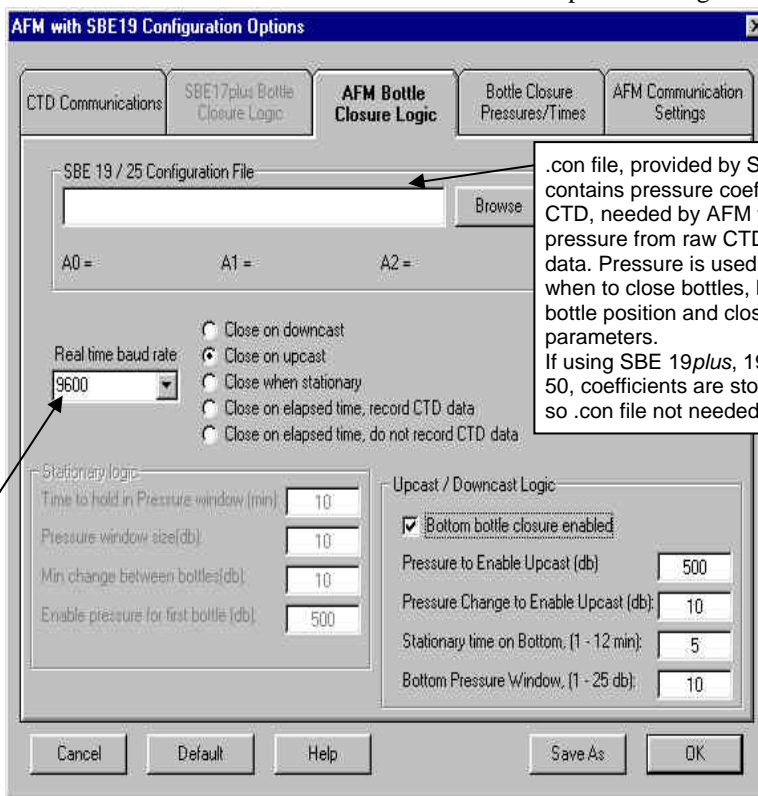 AFM with SBE19 Configuration Options
CTD Communications
SBE17plus Bottle
Closure Logic
AFM Bottle
Closure Logic
Bottle Closure
Pressures/Times
AFM Communication
Settings
SBE 19 / 25 Configuration File
Browse
A0 =
A1 =
A2 =
.con file, provided by S
contains pressure coef
CTD, needed by AFM
pressure from raw CTD
data. Pressure is used
when to close bottles,
bottle position and clos
parameters.
If using SBE 19plus, 19
50, coefficients are sto
so .con file not needed
Real time baud rate
9600
Close on downcast
Close on upcast
Close when stationary
Close on elapsed time, record CTD data
Close on elapsed time, do not record CTD data
Stationary logic
Time to hold in Pressure window (min): 10
Pressure window size(db): 10
Min change between bottles(db): 10
Enable pressure for first bottle (db): 500
Upcast / Downcast Logic
Bottom bottle closure enabled
Pressure to Enable Upcast (db) 500
Pressure Change to Enable Upcast (db): 10
Stationary time on Bottom, (1 - 12 min): 5
Bottom Pressure Window, (1 - 25 db): 10
Cancel
Default
Help
Save As
OK